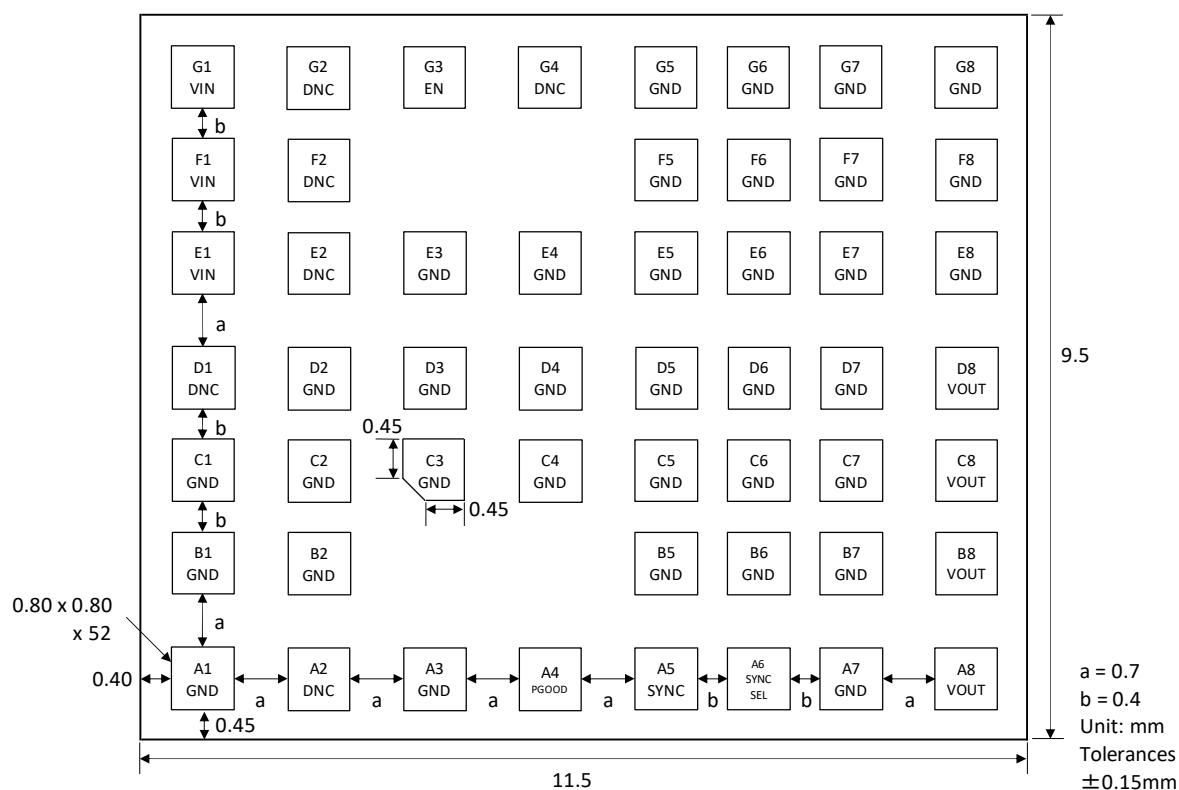 G1
VIN
G2
DNC
G3
EN
G4
DNC
G5
GND
G6
GND
G7
GND
G8
GND
b
F1
VIN
F2
DNC
F5
GND
F6
GND
F7
GND
F8
GND
b
E1
VIN
E2
DNC
E3
GND
E4
GND
E5
GND
E6
GND
E7
GND
E8
GND
a
9.5
D1
DNC
D2
GND
D3
GND
D4
GND
D5
GND
D6
GND
D7
GND
D8
VOUT
b
0.45
C1
GND
C2
GND
C3
GND
C4
GND
C5
GND
C6
GND
C7
GND
C8
VOUT
b
0.45
B1
GND
B2
GND
B5
GND
B6
GND
B7
GND
B8
VOUT
0.80 x 0.80
x 52
a
0.40
A1
GND
a
A2
DNC
a
A3
GND
a
A4
PGOOD
a
A5
SYNC
b
A6
SYNC
SEL
b
A7
GND
a
A8
VOUT
0.45
11.5
a = 0.7
b = 0.4
Unit: mm
Tolerances
±0.15mm